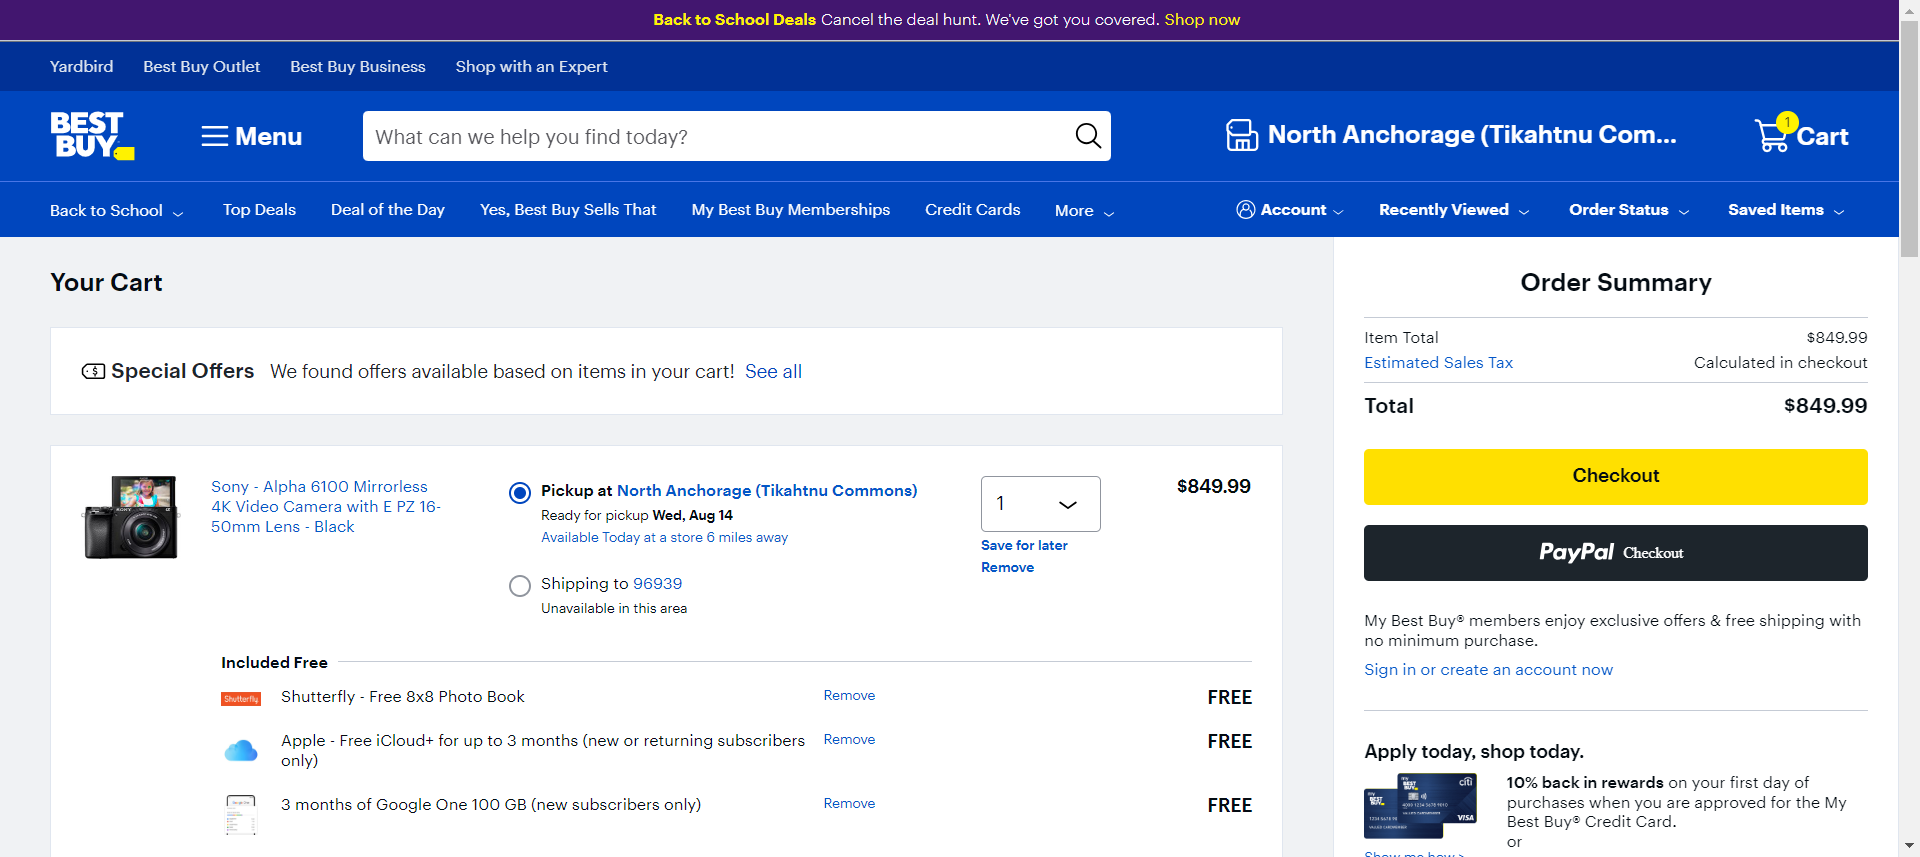 Back to School Deals Cancel the deal hunt. We've got you covered. Shop now
Yardbird Best Buy Outlet Best Buy Business Shop with an Expert
BEST BUY
Menu
What can we help you find today?
North Anchorage (Tikahtnu Com...
1
Cart
Back to School Top Deals Deal of the Day Yes, Best Buy Sells That My Best Buy Memberships Credit Cards More
Account Recently Viewed Order Status Saved Items
Your Cart
Special Offers We found offers available based on items in your cart! See all
Sony - Alpha 6100 Mirrorless
4K Video Camera with E PZ 16-
50mm Lens - Black
Pickup at North Anchorage (Tikahtnu Commons)
Ready for pickup Wed, Aug 14
Available Today at a store 6 miles away
Shipping to 96939
Unavailable in this area
1
Save for later
Remove
$849.99
Included Free
Shutterfly
Shutterfly - Free 8x8 Photo Book Remove FREE
Apple - Free iCloud+ for up to 3 months (new or returning subscribers
only)
Remove FREE
3 months of Google One 100 GB (new subscribers only) Remove FREE
Order Summary
Item Total $849.99
Estimated Sales Tax Calculated in checkout
Total $849.99
Checkout
PayPal Checkout
My Best Buy® members enjoy exclusive offers & free shipping with
no minimum purchase.
Sign in or create an account now
Apply today, shop today.
10% back in rewards on your first day of
purchases when you are approved for the My
Best Buy® Credit Card.
or
my BEST BUY
citi
VISA
Show me how >